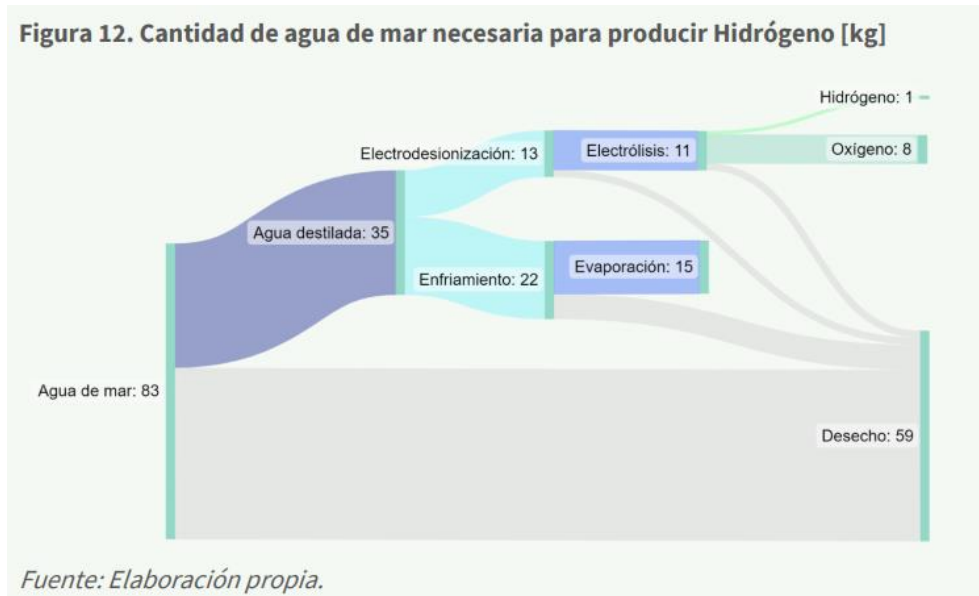 Figura 12. Cantidad de agua de mar necesaria para producir Hidrógeno [kg]
Hidrógeno: 1
Electrodesionización: 13
Electrólisis: 11
Oxígeno: 8
Agua destilada: 35
Enfriamiento: 22
Evaporación: 15
Agua de mar: 83
Desecho: 59
Fuente: Elaboración propia.